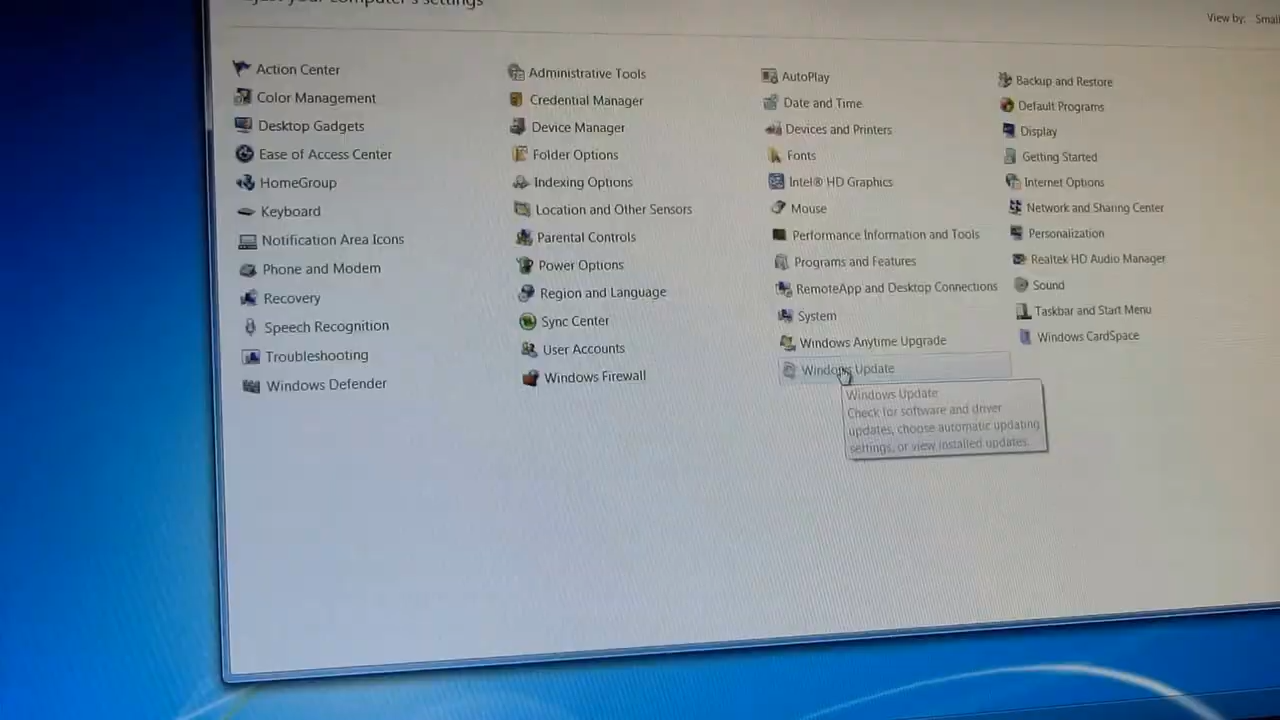 your computer's settings
View by: Small
Action Center
Administrative Tools
AutoPlay
Backup and Restore
Color Management
Credential Manager
Date and Time
Default Programs
Desktop Gadgets
Device Manager
Devices and Printers
Display
Ease of Access Center
Folder Options
Fonts
Getting Started
HomeGroup
Indexing Options
Intel® HD Graphics
Internet Options
Keyboard
Location and Other Sensors
Mouse
Network and Sharing Center
Notification Area Icons
Parental Controls
Performance Information and Tools
Personalization
Phone and Modem
Power Options
Programs and Features
Realtek HD Audio Manager
Recovery
Region and Language
RemoteApp and Desktop Connections
Sound
Speech Recognition
Sync Center
System
Taskbar and Start Menu
Troubleshooting
User Accounts
Windows Anytime Upgrade
Windows CardSpace
Windows Defender
Windows Firewall
Windows Update
Windows Update
Check for software and driver
updates, choose automatic updating
settings, or view installed updates.